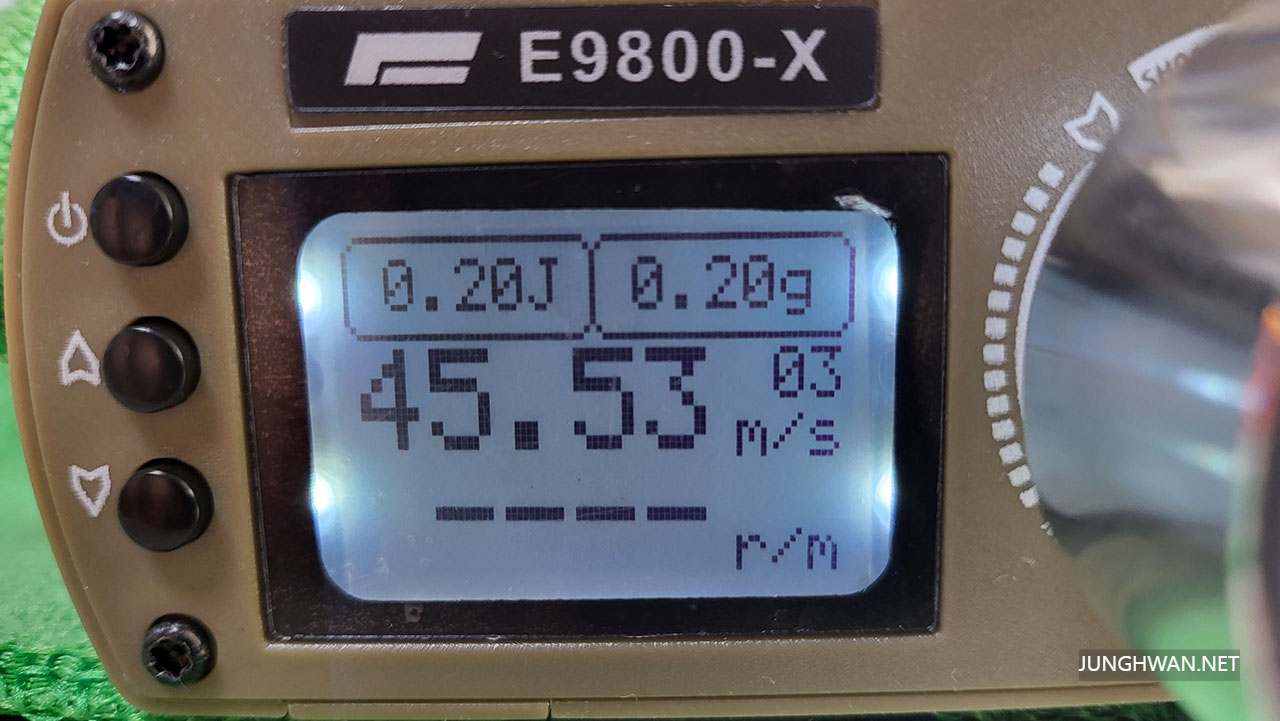 E9800-X
0.20J 0.20g
45.53 03
m/s
---- r/m
JUNGHWAN.NET